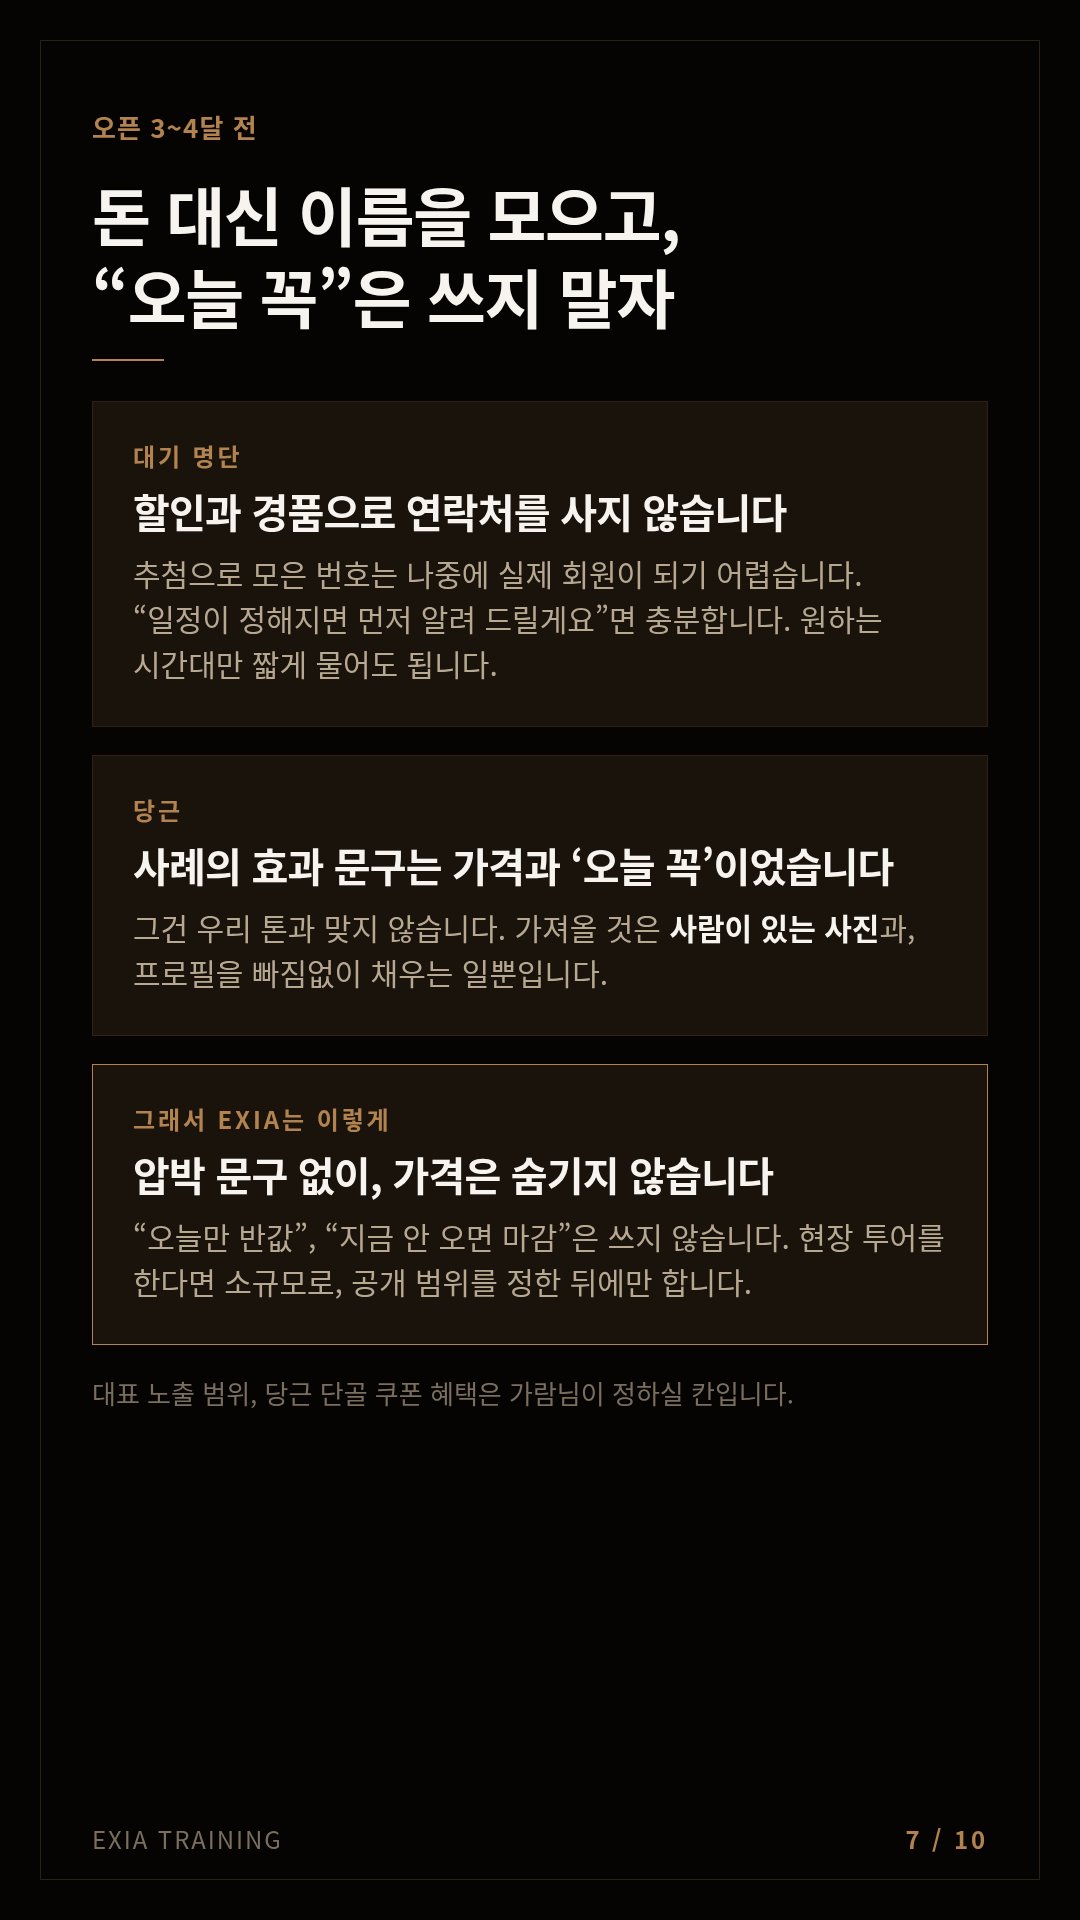 오픈 3~4달 전
돈 대신 이름을 모으고,
“오늘 꼭”은 쓰지 말자
대기 명단
할인과 경품으로 연락처를 사지 않습니다
추첨으로 모은 번호는 나중에 실제 회원이 되기 어렵습니다.
“일정이 정해지면 먼저 알려 드릴게요”면 충분합니다. 원하는
시간대만 짧게 물어도 됩니다.
당근
사례의 효과 문구는 가격과 ‘오늘 꼭’이었습니다
그건 우리 톤과 맞지 않습니다. 가져올 것은 사람이 있는 사진과,
프로필을 빠짐없이 채우는 일뿐입니다.
그래서 EXIA는 이렇게
압박 문구 없이, 가격은 숨기지 않습니다
“오늘만 반값”, “지금 안 오면 마감”은 쓰지 않습니다. 현장 투어를
한다면 소규모로, 공개 범위를 정한 뒤에만 합니다.
대표 노출 범위, 당근 단골 쿠폰 혜택은 가람님이 정하실 칸입니다.
EXIA TRAINING
7 / 10